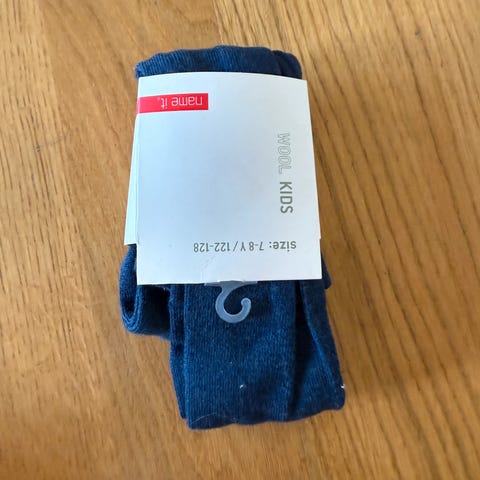 name it.
WOOL KIDS
size: 7-8 Y / 122-128